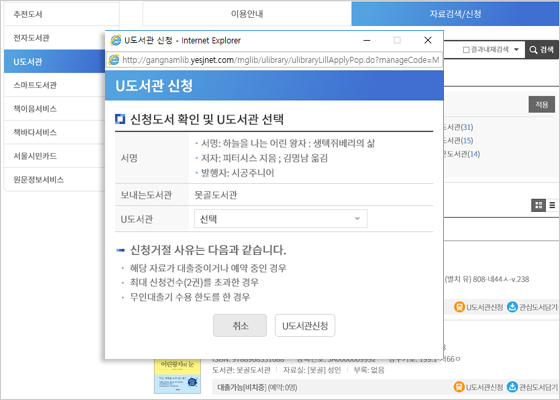 추천도서
전자도서관
U도서관
스마트도서관
책이음서비스
책바다서비스
서울시민카드
원문정보서비스
이용안내
자료검색/신청
결과내재검색
검색
적용
도서관(31)
도서관(15)
도서관(14)
U도서관 신청 - Internet Explorer
http://gangnamlib.yesjnet.com/mglib/ulibrary/ulibraryLillApplyPop.do?manageCode=M
U도서관 신청
신청도서 확인 및 U도서관 선택
서명
· 서명: 하늘을 나는 어린 왕자 : 생텍쥐베리의 삶
· 저자: 피터시스 지음 ; 김명남 옮김
· 발행자: 시공주니어
보내는도서관
못골도서관
U도서관
선택
신청거절 사유는 다음과 같습니다.
· 해당 자료가 대출중이거나 예약 중인 경우
· 최대 신청건수(2권)를 초과한 경우
· 무인대출기 수용 한도를 한 경우
취소
U도서관신청
(별치 유) 808-네44ㅅ-v.238
U도서관신청
관심도서담기
도서관: 못골도서관
자료실: [못골] 성인
부록: 없음
대출가능[비치중] (예약: 0명)
U도서관신청
관심도서담기